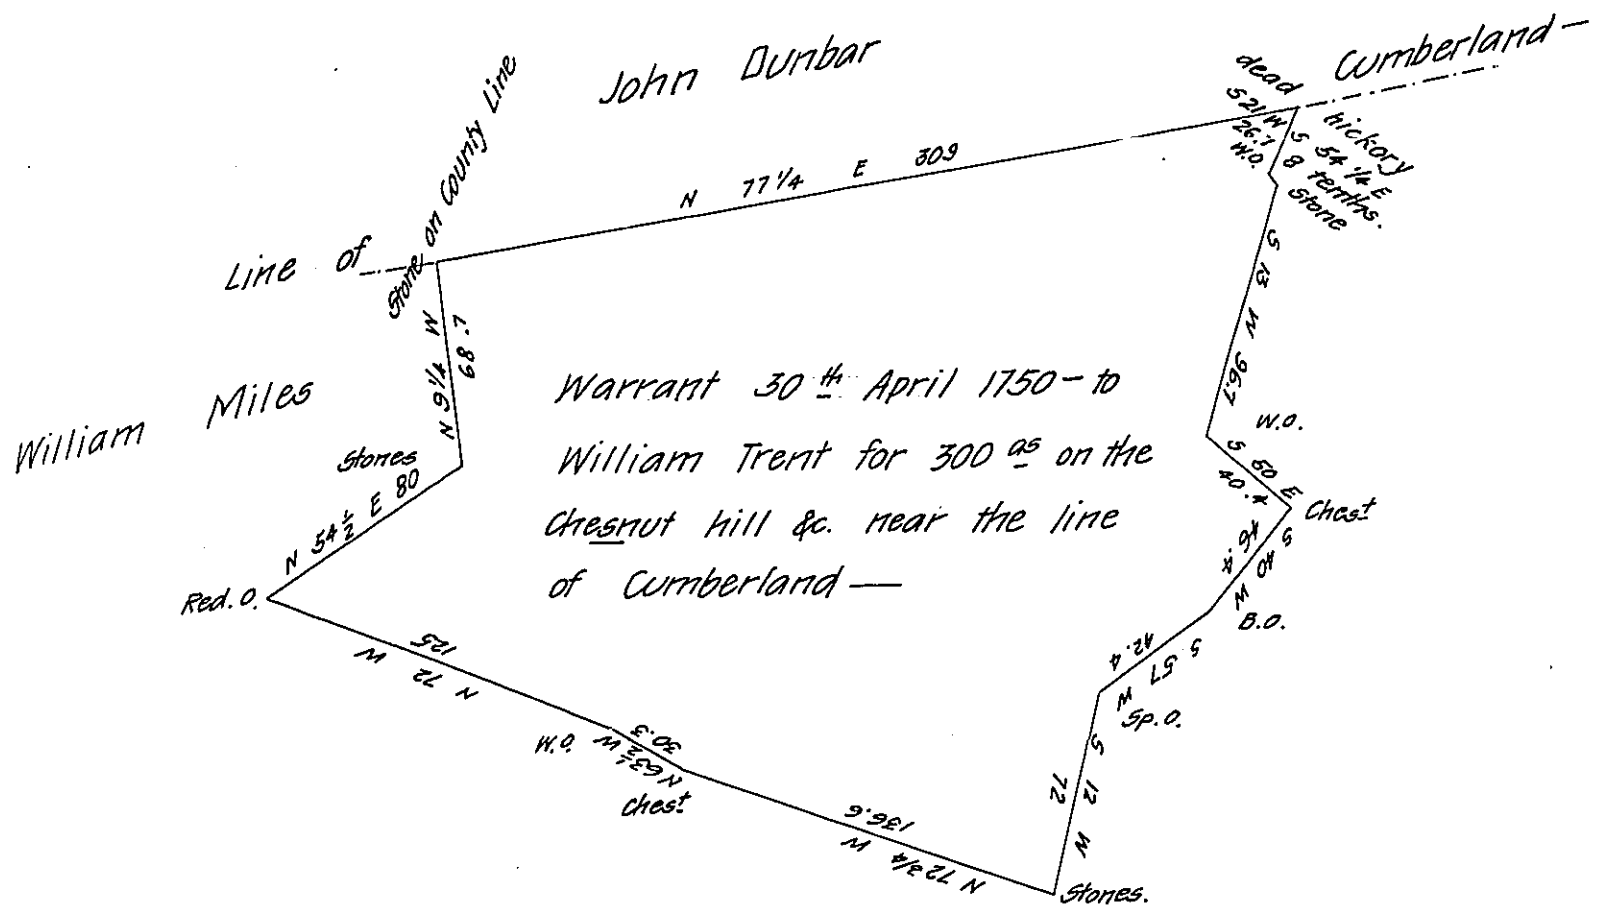 John Dunbar
Cumberland—
Line of
William Miles
Stone on County Line
N 77 1/4 E 309
dead
hickory
S 21 W
26.7
W.O.
S 54 1/4 E
8 tenths.
Stone
S 13 W 96.7
W.O.
S 50 E
40.4
Chest
S 40 W
46.4
B.O.
S 57 W
42.4
Sp.O.
S 12 W
72
Stones.
N 72 3/4 W
136.6
Chest
N 63 1/2 W
30.3
W.O.
N 72 W
125
Red.O.
N 54 1/2 E 80
Stones
N 9 1/4 W
68.7
Warrant 30th April 1750– to
William Trent for 300 as on the
Chesnut hill &c. near the line
of Cumberland—